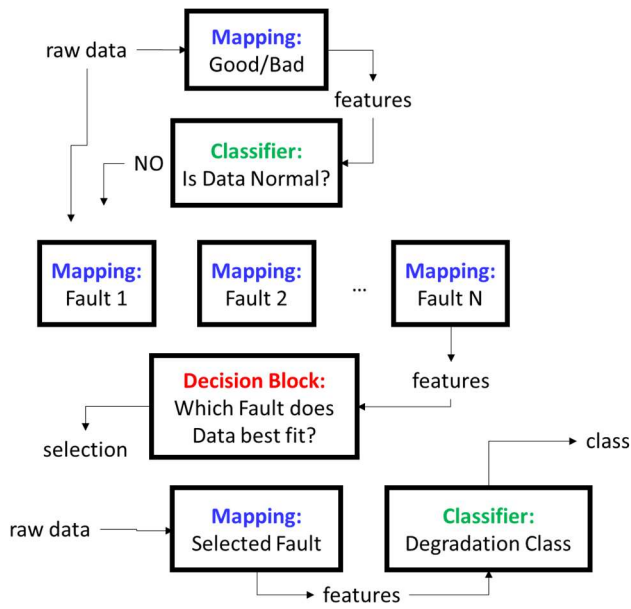 raw data
Mapping:
Good/Bad
features
Classifier:
Is Data Normal?
NO
Mapping:
Fault 1
Mapping:
Fault 2
...
Mapping:
Fault N
features
Decision Block:
Which Fault does
Data best fit?
selection
class
raw data
Mapping:
Selected Fault
Classifier:
Degradation Class
features